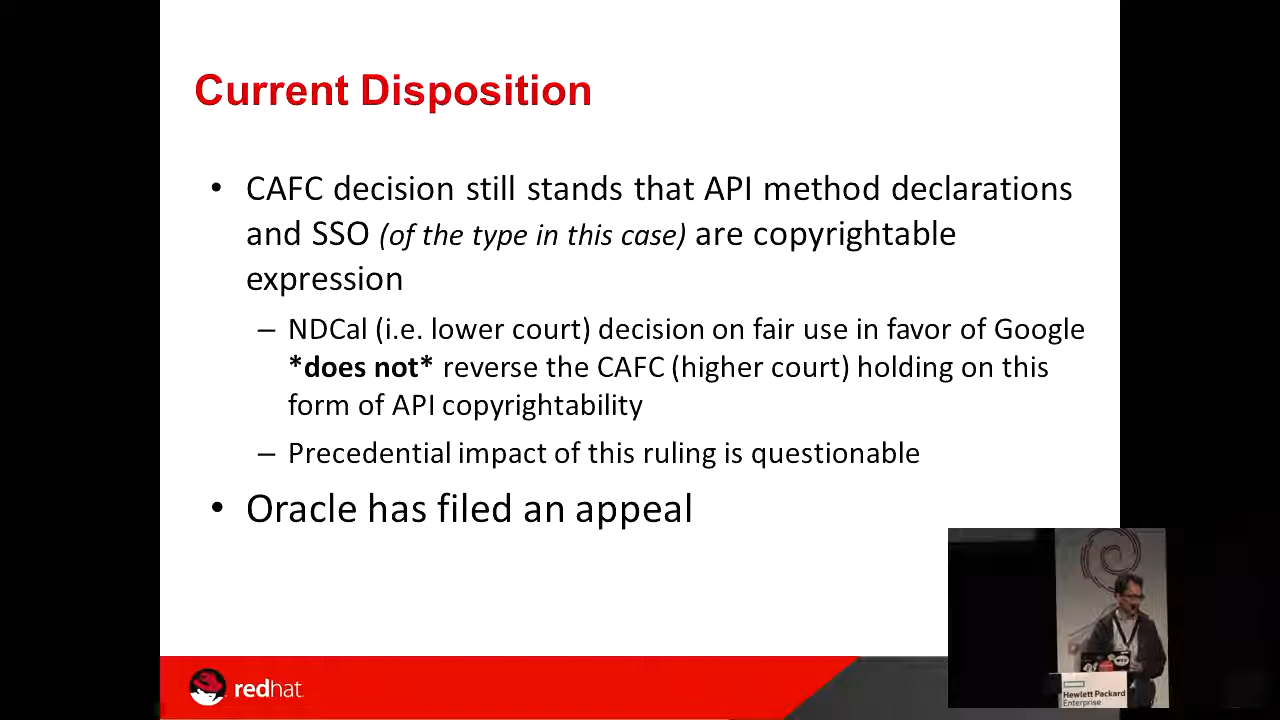 Current Disposition
• CAFC decision still stands that API method declarations
and SSO (of the type in this case) are copyrightable
expression
– NDCal (i.e. lower court) decision on fair use in favor of Google
*does not* reverse the CAFC (higher court) holding on this
form of API copyrightability
– Precedential impact of this ruling is questionable
• Oracle has filed an appeal
redhat
Hewlett Packard
Enterprise